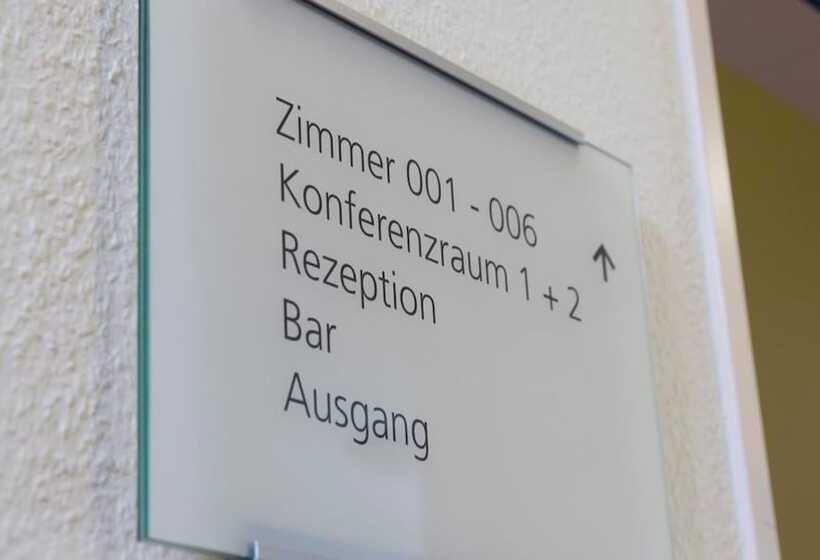 Zimmer 001 - 006
Konferenzraum 1 + 2 ↑
Rezeption
Bar
Ausgang